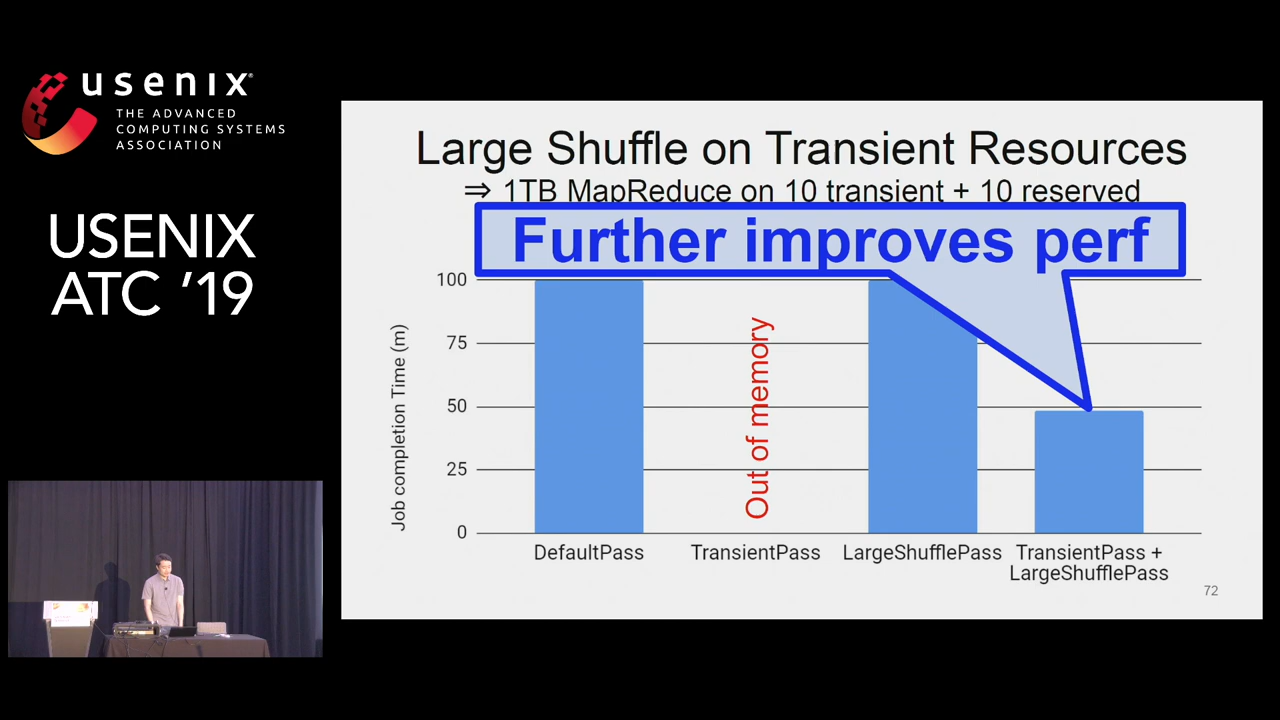 usenix
THE ADVANCED
COMPUTING SYSTEMS
ASSOCIATION
USENIX
ATC ’19
Large Shuffle on Transient Resources
⇒ 1TB MapReduce on 10 transient + 10 reserved
Further improves perf
Job completion Time (m)
100
75
50
25
0
Out of memory
DefaultPass
TransientPass
LargeShufflePass
TransientPass +
LargeShufflePass
72